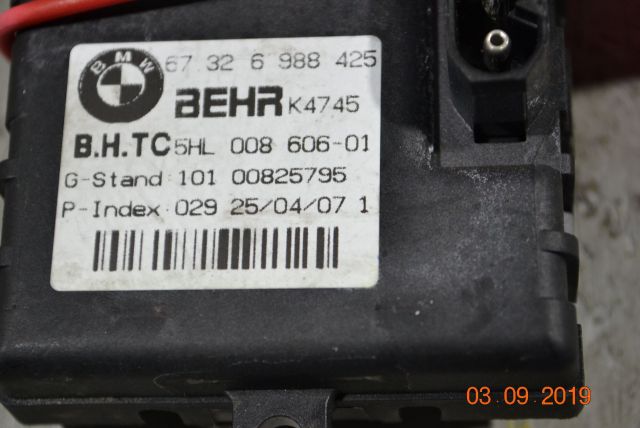 BMW 67 32 6 988 425
BEHR K4745
B.H.TC 5HL 008 606-01
G-Stand: 101 00825795
P-Index: 029 25/04/07 1
03.09.2019